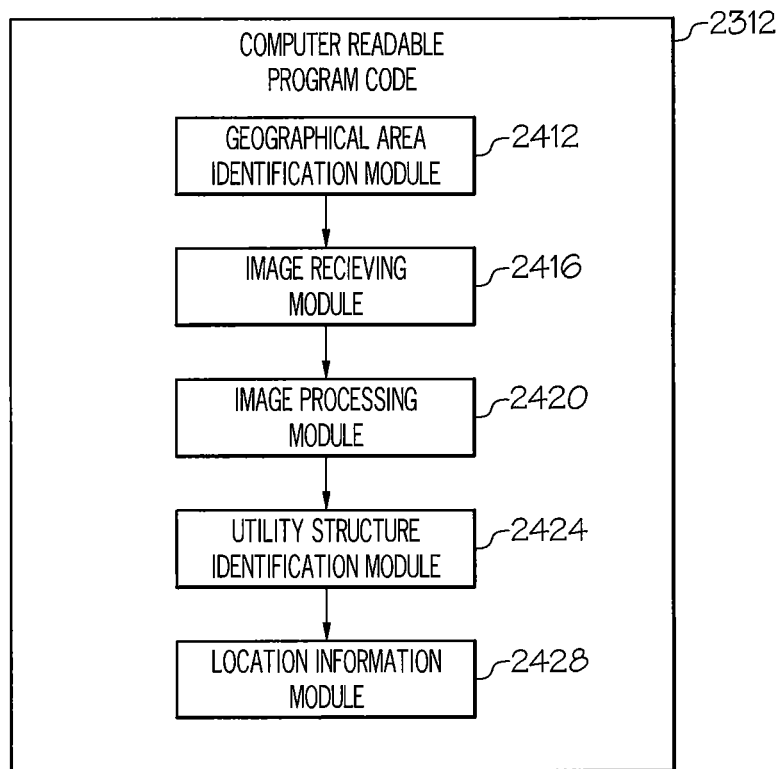 2312
COMPUTER READABLE
PROGRAM CODE
GEOGRAPHICAL AREA
IDENTIFICATION MODULE
2412
IMAGE RECIEVING
MODULE
2416
IMAGE PROCESSING
MODULE
2420
UTILITY STRUCTURE
IDENTIFICATION MODULE
2424
LOCATION INFORMATION
MODULE
2428